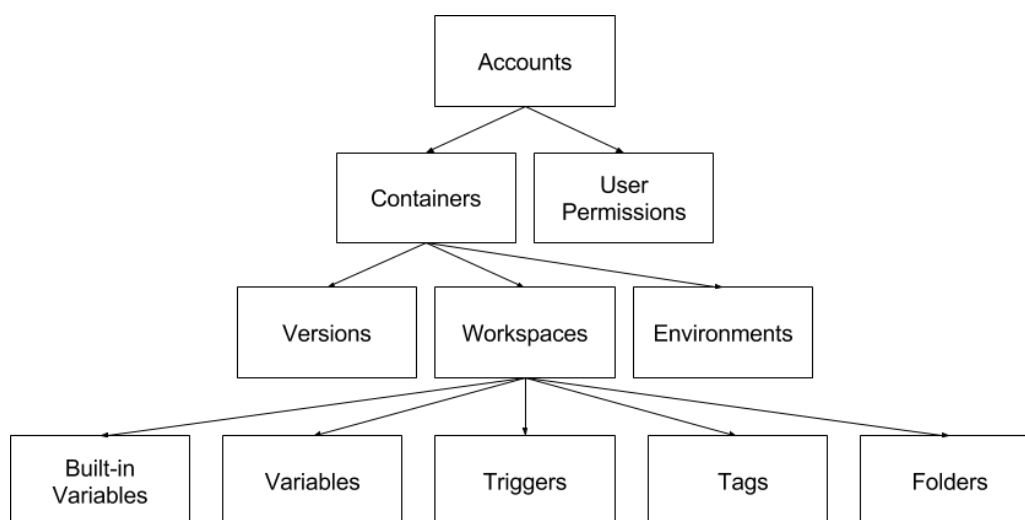 Accounts
Containers
User
Permissions
Versions
Workspaces
Environments
Built-in
Variables
Variables
Triggers
Tags
Folders